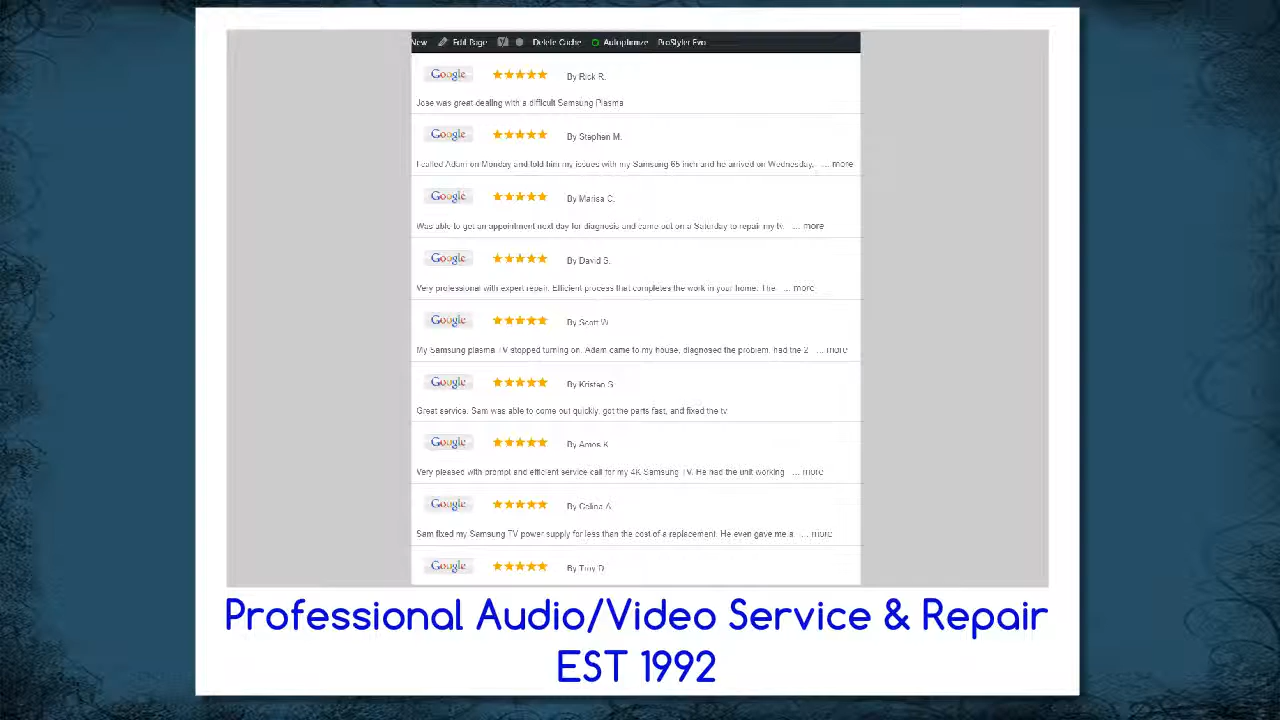 New Edit Page Delete Cache Autoptimize ProStyler Evo
Google By Rick R.
Jose was great dealing with a difficult Samsung Plasma
Google By Stephen M.
I called Adam on Monday and told him my issues with my Samsung 65 inch and he arrived on Wednesday. ... more
Google By Marisa C.
Was able to get an appointment next day for diagnosis and came out on a Saturday to repair my tv. ... more
Google By David S.
Very professional with expert repair. Efficient process that completes the work in your home. The ... more
Google By Scott W.
My Samsung plasma TV stopped turning on. Adam came to my house, diagnosed the problem, had the 2 ... more
Google By Kristen S.
Great service. Sam was able to come out quickly, got the parts fast, and fixed the tv.
Google By Amos K.
Very pleased with prompt and efficient service call for my 4K Samsung TV. He had the unit working ... more
Google By Celina A.
Sam fixed my Samsung TV power supply for less than the cost of a replacement. He even gave me a ... more
Google By Troy D.
Professional Audio/Video Service & Repair
EST 1992